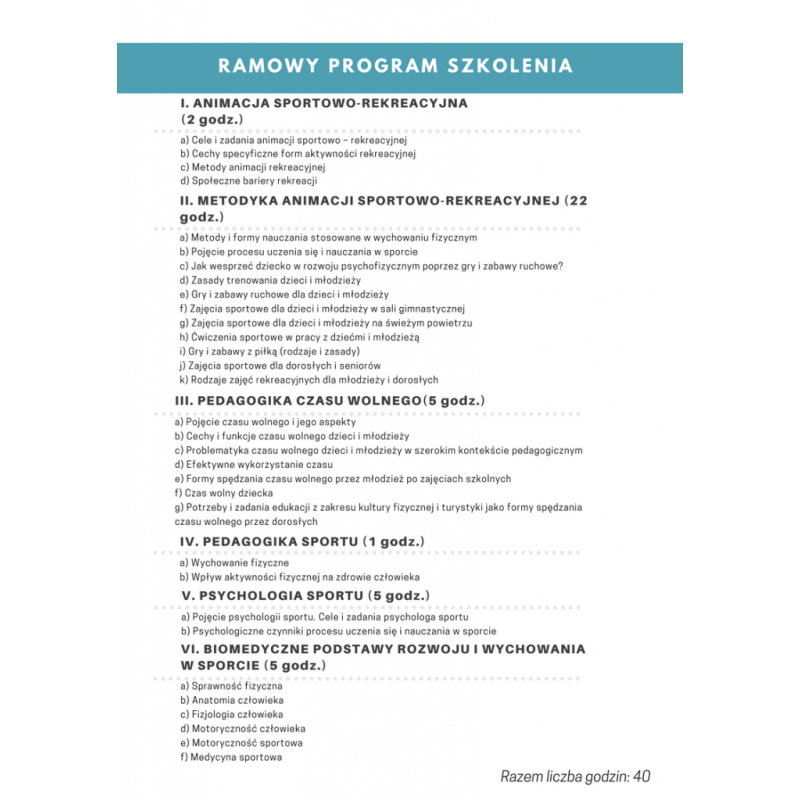 RAMOWY PROGRAM SZKOLENIA
I. ANIMACJA SPORTOWO-REKREACYJNA
(2 godz.)
a) Cele i zadania animacji sportowo – rekreacyjnej
b) Cechy specyficzne form aktywności rekreacyjnej
c) Metody animacji rekreacyjnej
d) Społeczne bariery rekreacji
II. METODYKA ANIMACJI SPORTOWO-REKREACYJNEJ (22
godz.)
a) Metody i formy nauczania stosowane w wychowaniu fizycznym
b) Pojęcie procesu uczenia się i nauczania w sporcie
c) Jak wesprzeć dziecko w rozwoju psychofizycznym poprzez gry i zabawy ruchowe?
d) Zasady trenowania dzieci i młodzieży
e) Gry i zabawy ruchowe dla dzieci i młodzieży
f) Zajęcia sportowe dla dzieci i młodzieży w sali gimnastycznej
g) Zajęcia sportowe dla dzieci i młodzieży na świeżym powietrzu
h) Ćwiczenia sportowe w pracy z dziećmi i młodzieżą
i) Gry i zabawy z piłką (rodzaje i zasady)
j) Zajęcia sportowe dla dorosłych i seniorów
k) Rodzaje zajęć rekreacyjnych dla młodzieży i dorosłych
III. PEDAGOGIKA CZASU WOLNEGO(5 godz.)
a) Pojęcie czasu wolnego i jego aspekty
b) Cechy i funkcje czasu wolnego dzieci i młodzieży
c) Problematyka czasu wolnego dzieci i młodzieży w szerokim kontekście pedagogicznym
d) Efektywne wykorzystanie czasu
e) Formy spędzania czasu wolnego przez młodzież po zajęciach szkolnych
f) Czas wolny dziecka
g) Potrzeby i zadania edukacji z zakresu kultury fizycznej i turystyki jako formy spędzania
czasu wolnego przez dorosłych
IV. PEDAGOGIKA SPORTU (1 godz.)
a) Wychowanie fizyczne
b) Wpływ aktywności fizycznej na zdrowie człowieka
V. PSYCHOLOGIA SPORTU (5 godz.)
a) Pojęcie psychologii sportu. Cele i zadania psychologa sportu
b) Psychologiczne czynniki procesu uczenia się i nauczania w sporcie
VI. BIOMEDYCZNE PODSTAWY ROZWOJU I WYCHOWANIA
W SPORCIE (5 godz.)
a) Sprawność fizyczna
b) Anatomia człowieka
c) Fizjologia człowieka
d) Motoryczność człowieka
e) Motoryczność sportowa
f) Medycyna sportowa
Razem liczba godzin: 40